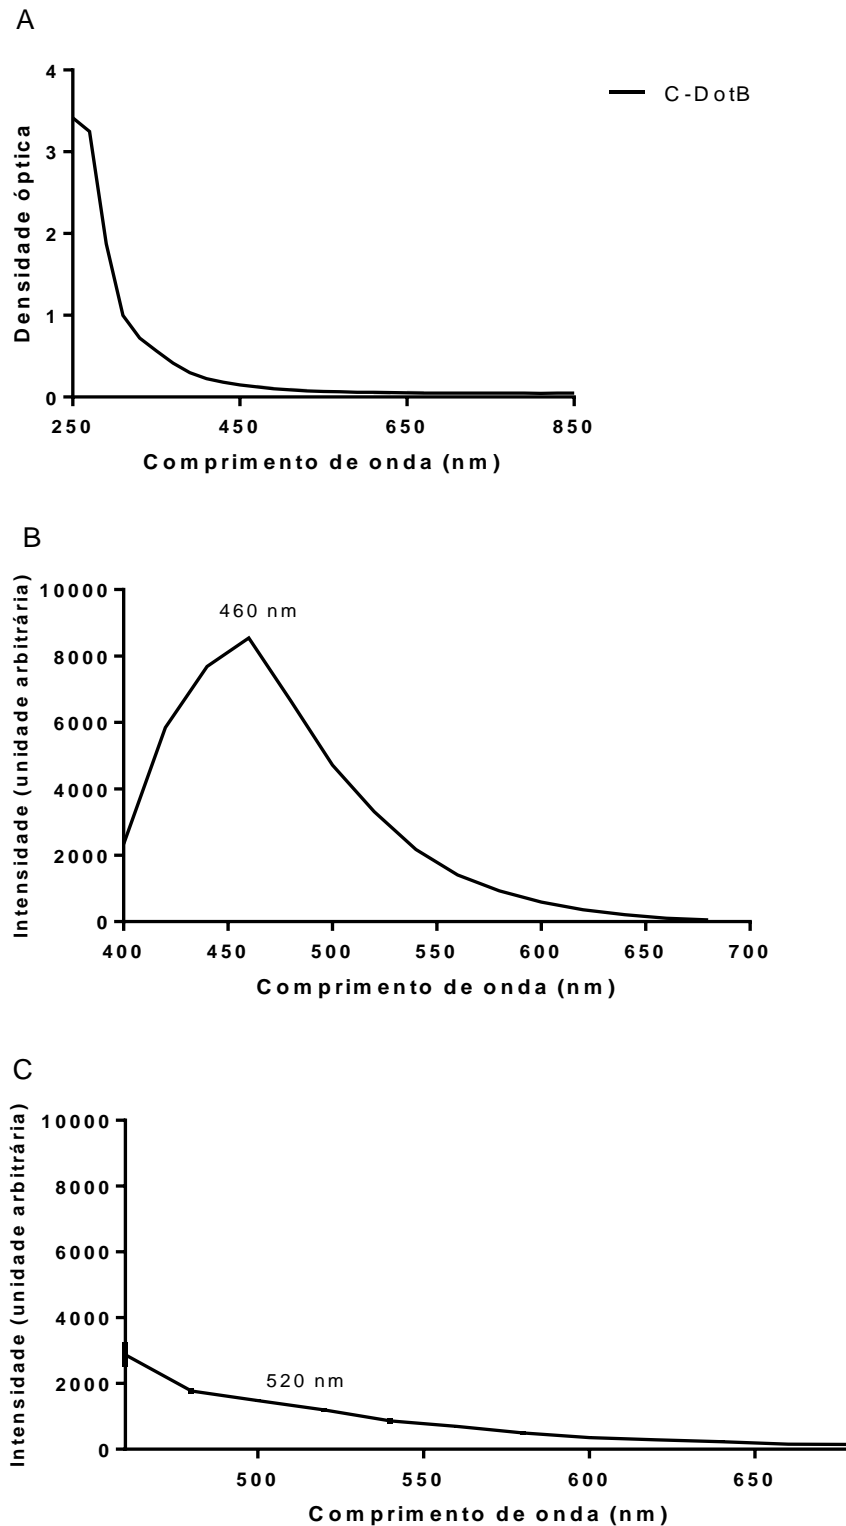 A
C-DotB
Densidade óptica
4
3
2
1
0
250 450 650 850
Comprimento de onda (nm)
B
Intensidade (unidade arbitrária)
10000
460 nm
8000
6000
4000
2000
0
400 450 500 550 600 650 700
Comprimento de onda (nm)
C
Intensidade (unidade arbitrária)
10000
8000
6000
4000
2000
520 nm
0
500 550 600 650
Comprimento de onda (nm)